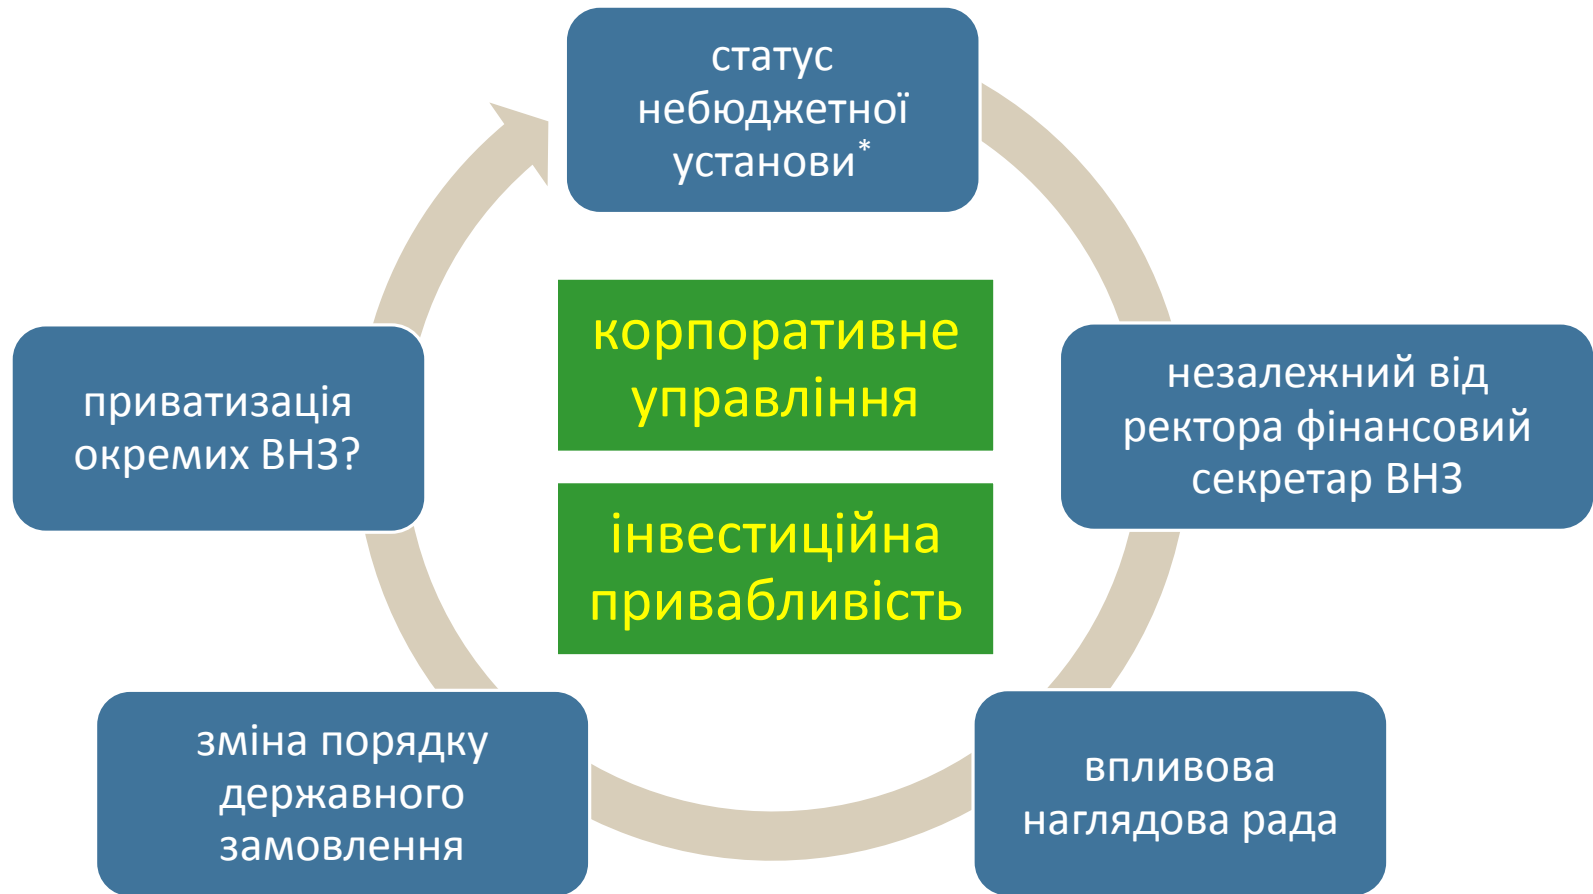 статус
небюджетної
установи*
корпоративне
управління
інвестиційна
привабливість
незалежний від
ректора фінансовий
секретар ВНЗ
впливова
наглядова рада
зміна порядку
державного
замовлення
приватизація
окремих ВНЗ?